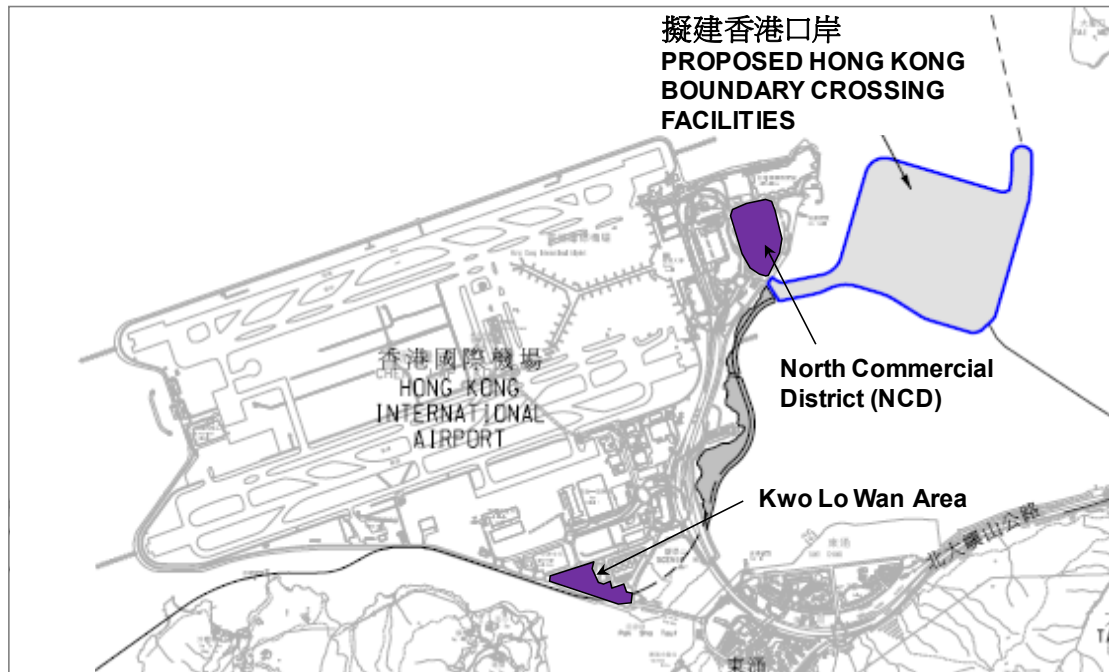 擬建香港口岸
PROPOSED HONG KONG
BOUNDARY CROSSING
FACILITIES
North Commercial
District (NCD)
香港國際機場
HONG KONG
INTERNATIONAL
AIRPORT
Kwo Lo Wan Area
北大嶼山公路
東涌